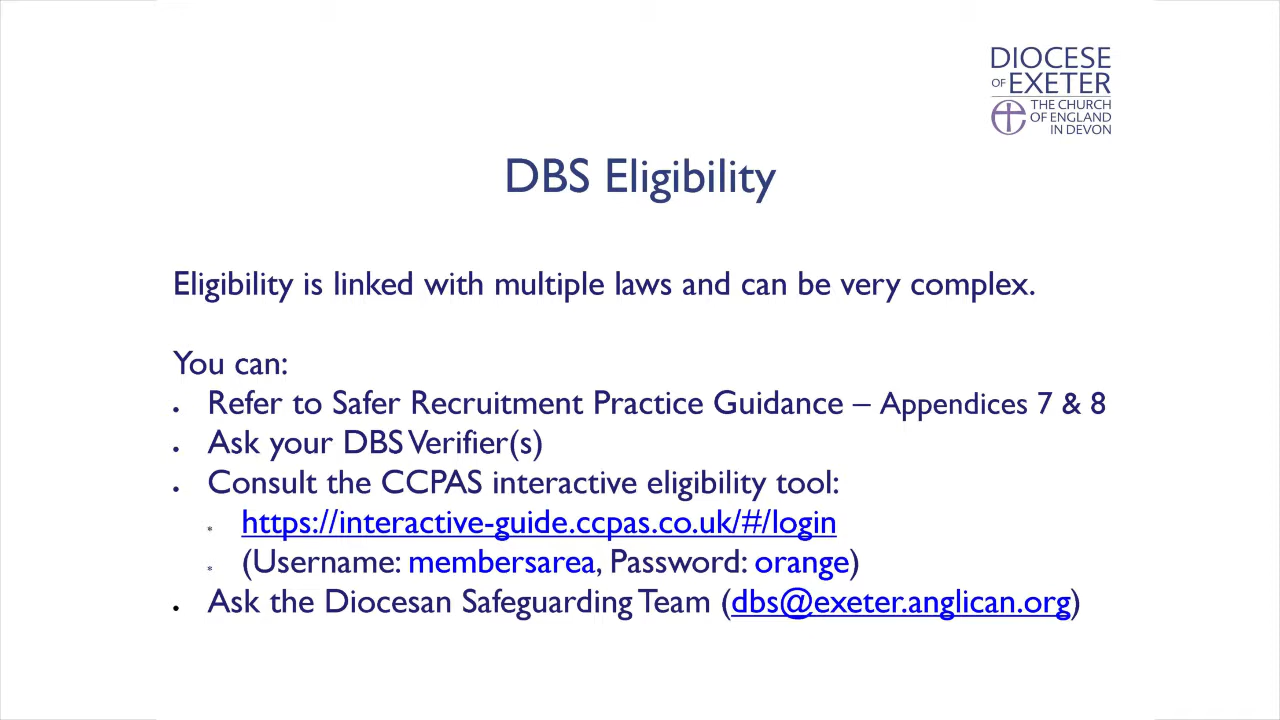 DIOCESE
OF EXETER
THE CHURCH
OF ENGLAND
IN DEVON
DBS Eligibility
Eligibility is linked with multiple laws and can be very complex.
You can:
• Refer to Safer Recruitment Practice Guidance – Appendices 7 & 8
• Ask your DBS Verifier(s)
• Consult the CCPAS interactive eligibility tool:
* https://interactive-guide.ccpas.co.uk/#/login
* (Username: membersarea, Password: orange)
• Ask the Diocesan Safeguarding Team (dbs@exeter.anglican.org)